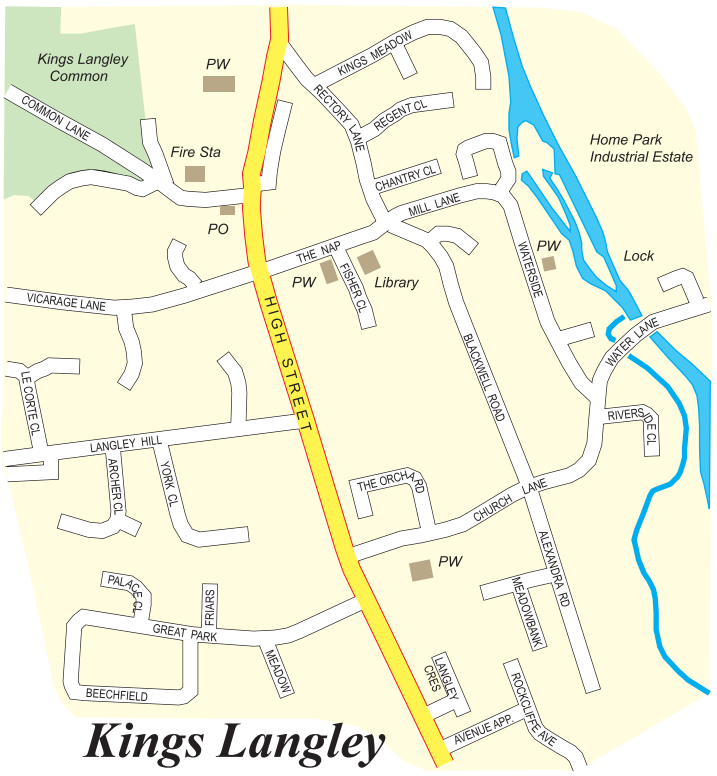 Kings Langley
Common
PW
KINGS MEADOW
COMMON LANE
RECTORY LANE
REGENT CL
Fire Sta
Home Park
Industrial Estate
CHANTRY CL
MILL LANE
PO
THE NAP
WATERSIDE
PW
Lock
VICARAGE LANE
PW
FISHER CL
Library
HIGH STREET
WATER LANE
BLACKWELL ROAD
LE CORTE CL
RIVERSIDE CL
LANGLEY HILL
ARCHER CL
YORK CL
THE ORCHARD
CHURCH LANE
ALEXANDRA RD
PW
PALACE CL
FRIARS
MEADOWBANK
GREAT PARK
MEADOW
LANGLEY
CRES
BEECHFIELD
ROCKCLIFFE AVE
AVENUE APP.
Kings Langley